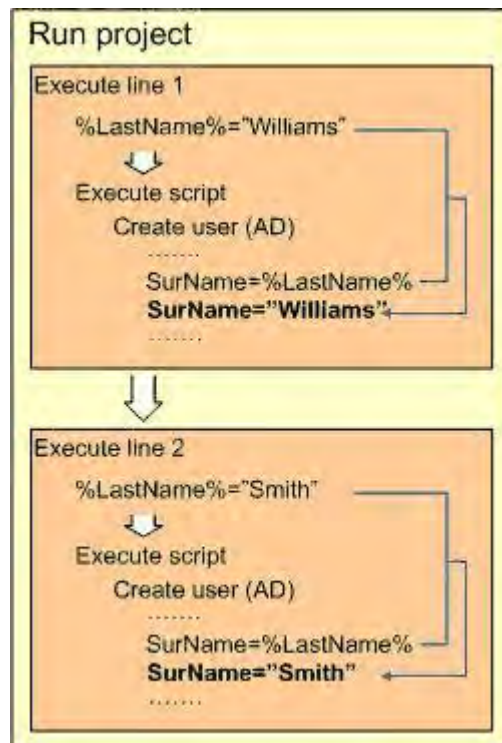 Run project
Execute line 1
%LastName%="Williams"
Execute script
Create user (AD)
.......
SurName=%LastName%
SurName="Williams"
.......
Execute line 2
%LastName%="Smith"
Execute script
Create user (AD)
.......
SurName=%LastName%
SurName="Smith"
.......